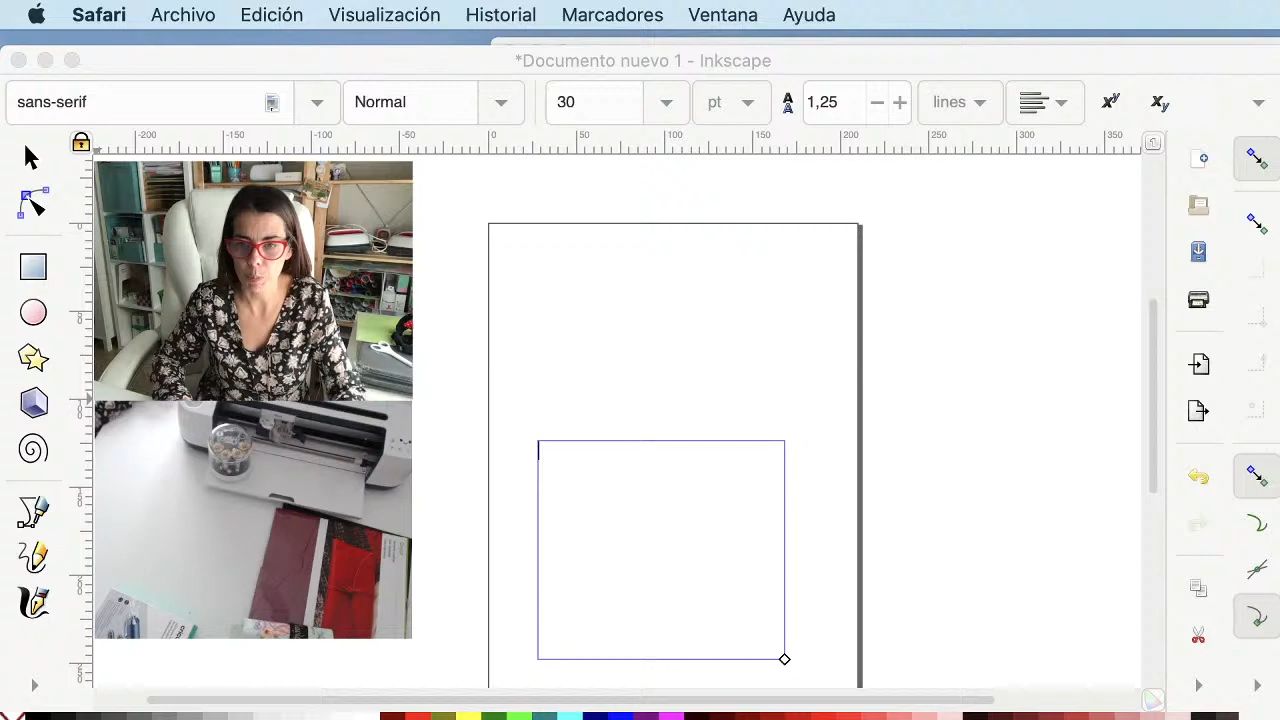 Safari Archivo Edición Visualización Historial Marcadores Ventana Ayuda
*Documento nuevo 1 - Inkscape
sans-serif Normal 30 pt 1,25 lines
-200 -150 -100 -50 0 50 100 150 200 250 300 350